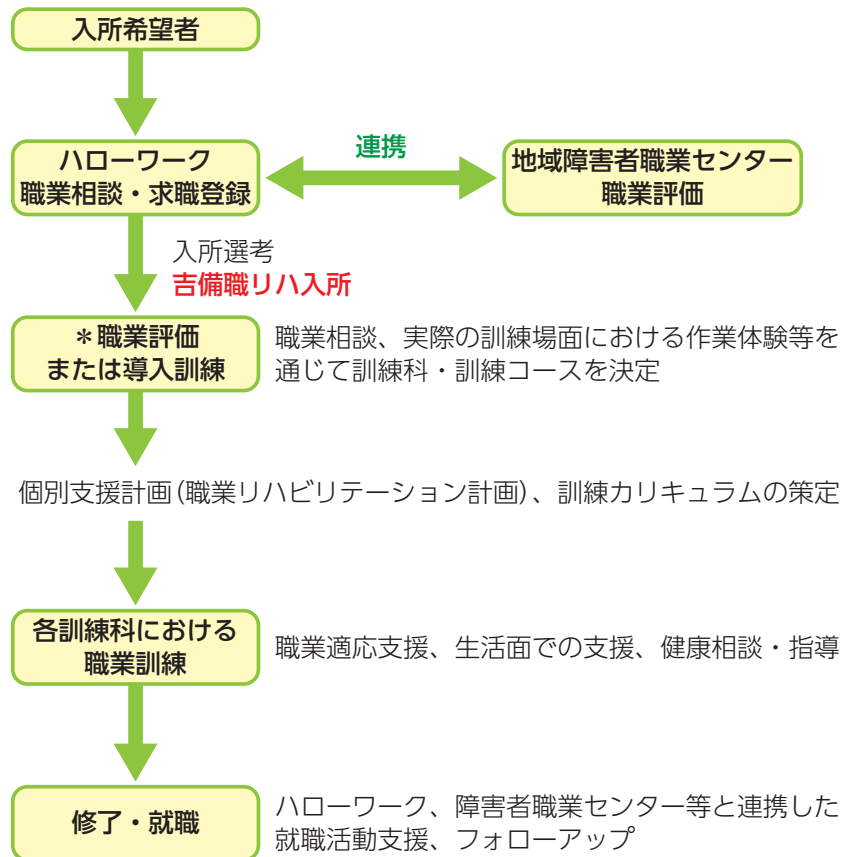 入所希望者
ハローワーク
職業相談・求職登録
連携
地域障害者職業センター
職業評価
入所選考
吉備職リハ入所
＊職業評価
または導入訓練
職業相談、実際の訓練場面における作業体験等を
通じて訓練科・訓練コースを決定
個別支援計画(職業リハビリテーション計画)、訓練カリキュラムの策定
各訓練科における
職業訓練
職業適応支援、生活面での支援、健康相談・指導
修了・就職
ハローワーク、障害者職業センター等と連携した
就職活動支援、フォローアップ